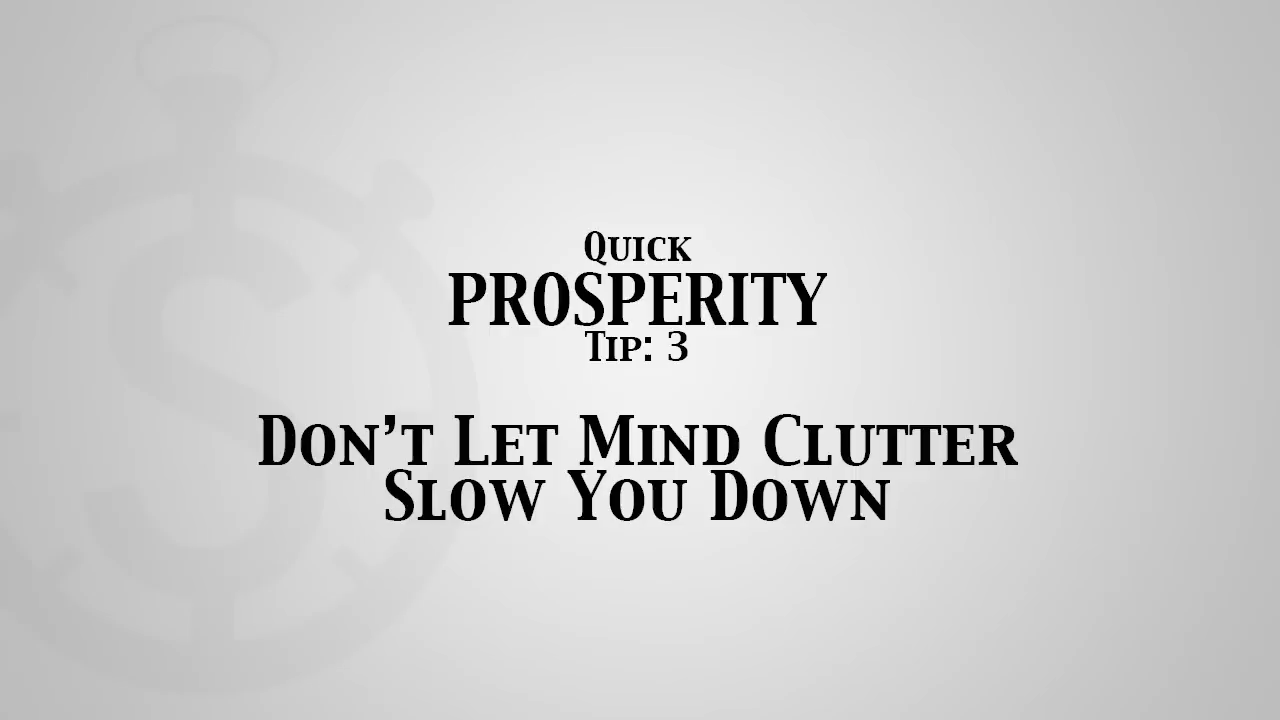 Quick
PROSPERITY
Tip: 3
Don't Let Mind Clutter
Slow You Down